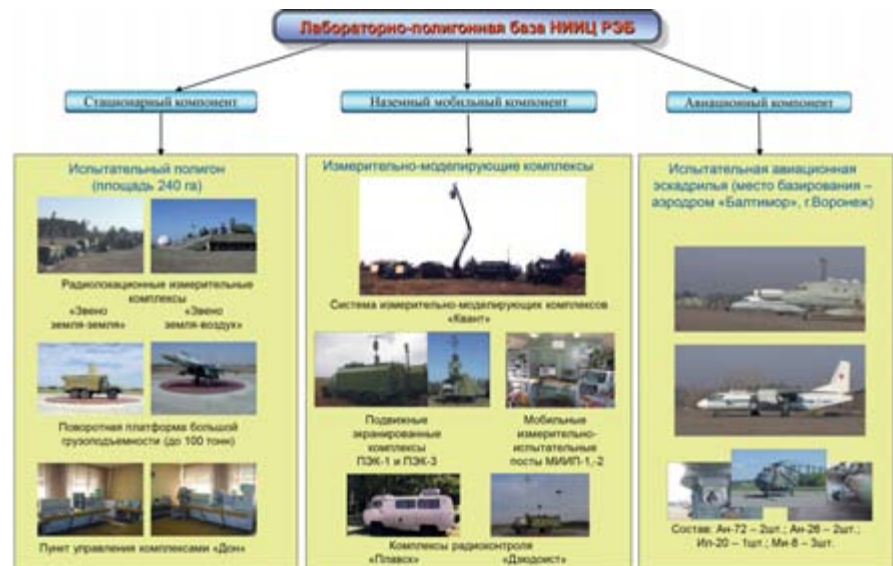 Лабораторно-полигонная база НИИЦ РЭБ
Стационарный компонент
Наземный мобильный компонент
Авиационный компонент
Испытательный полигон
(площадь 240 га)
Радиолокационные измерительные
комплексы
«Звено
земля-земля»
«Звено
земля-воздух»
Поворотная платформа большой
грузоподъемности (до 100 тонн)
Пункт управления комплексами «Дон»
Измерительно-моделирующие комплексы
Система измерительно-моделирующих комплексов
«Квант»
Подвижные
экранированные
комплексы
ПЭК-1 и ПЭК-3
Мобильные
измерительно-
испытательные
посты МИИП-1,-2
Комплексы радиоконтроля
«Плавск»
«Дзюдоист»
Испытательная авиационная
эскадрилья (место базирования –
аэродром «Балтимор», г.Воронеж)
Состав: Ан-72 – 2шт.; Ан-26 – 2шт.;
Ил-20 – 1шт.; Ми-8 – 3шт.